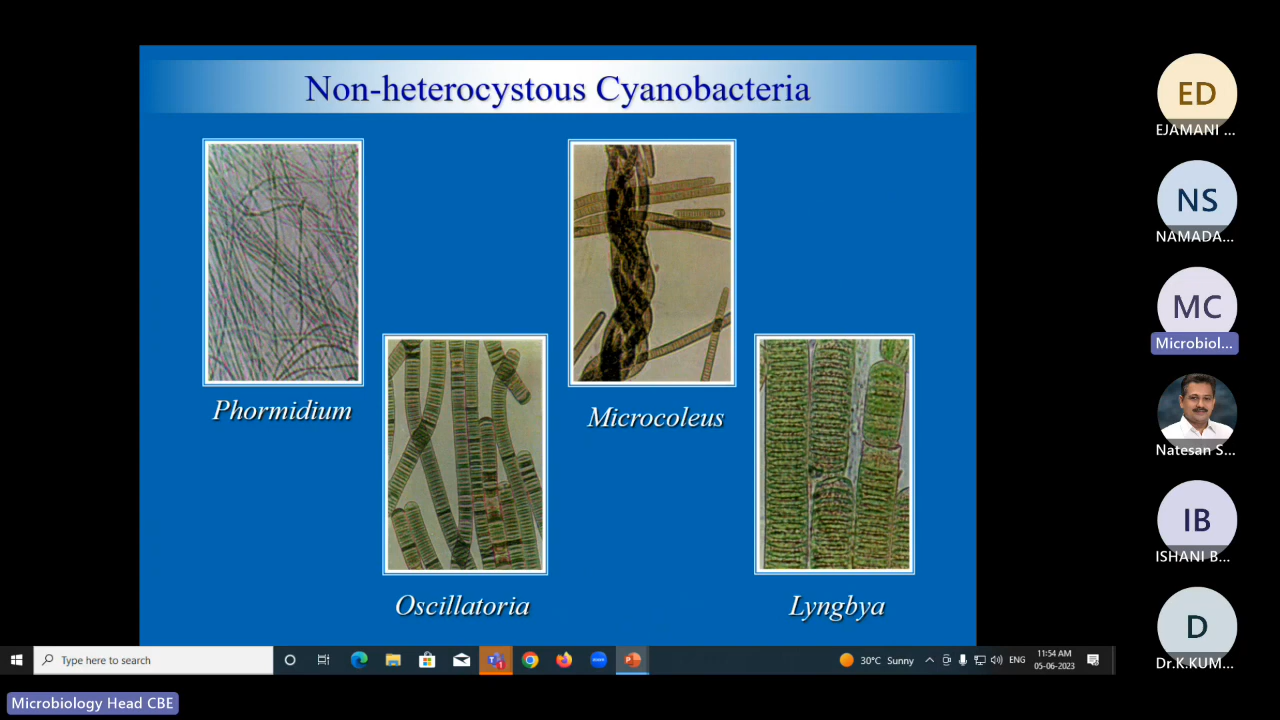 Non-heterocystous Cyanobacteria
Phormidium
Microcoleus
Oscillatoria
Lyngbya
ED
EJAMANI ...
NS
NAMADA...
MC
Microbiol...
Natesan S...
IB
ISHANI B...
D
Dr.K.KUM...
Type here to search
30°C Sunny
ENG
11:54 AM
05-06-2023
Microbiology Head CBE